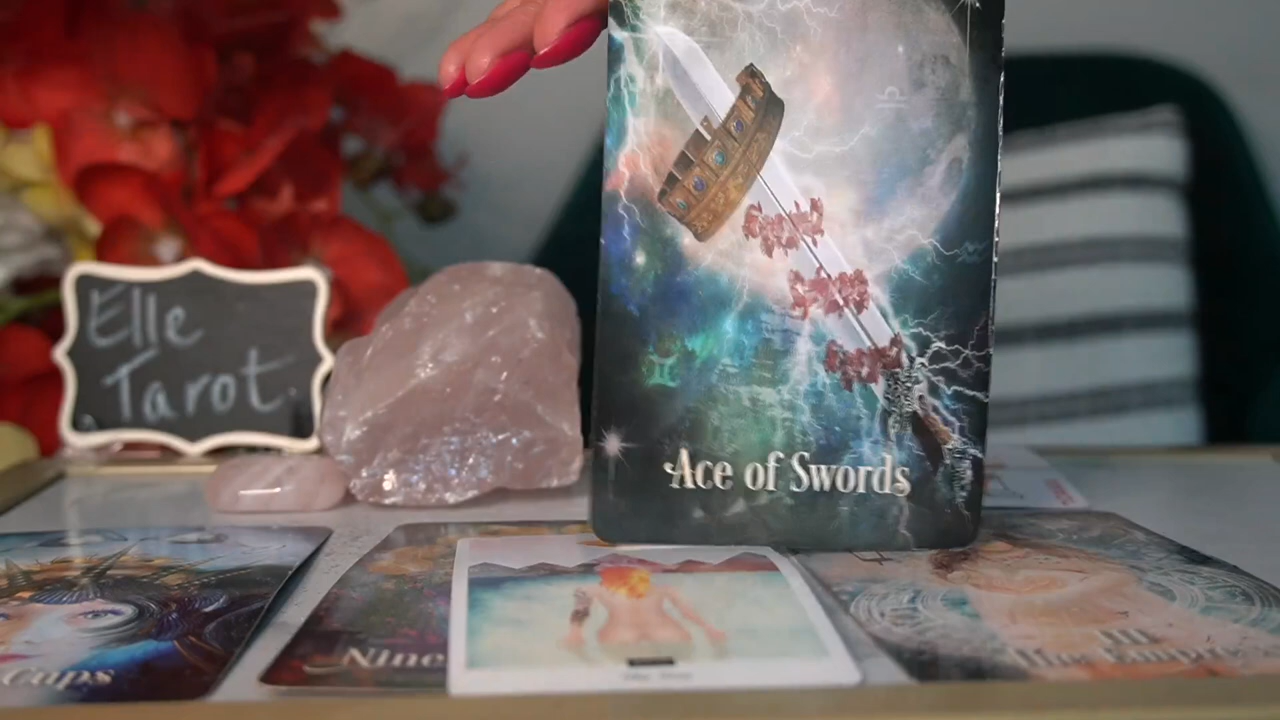 Elle
Tarot.
Ace of Swords
Cups
Nine
III
The Empress